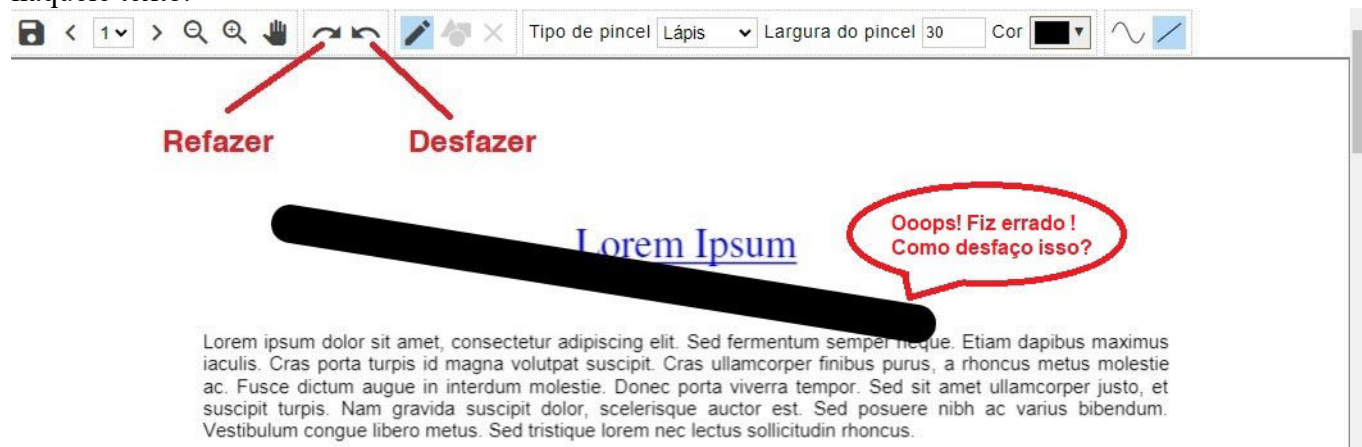 1 Tipo de pincel Lápis Largura do pincel 30 Cor
Refazer Desfazer
Ooops! Fiz errado !
Como desfaço isso?
Lorem Ipsum
Lorem ipsum dolor sit amet, consectetur adipiscing elit. Sed fermentum semper neque. Etiam dapibus maximus
iaculis. Cras porta turpis id magna volutpat suscipit. Cras ullamcorper finibus purus, a rhoncus metus molestie
ac. Fusce dictum augue in interdum molestie. Donec porta viverra tempor. Sed sit amet ullamcorper justo, et
suscipit turpis. Nam gravida suscipit dolor, scelerisque auctor est. Sed posuere nibh ac varius bibendum.
Vestibulum congue libero metus. Sed tristique lorem nec lectus sollicitudin rhoncus.